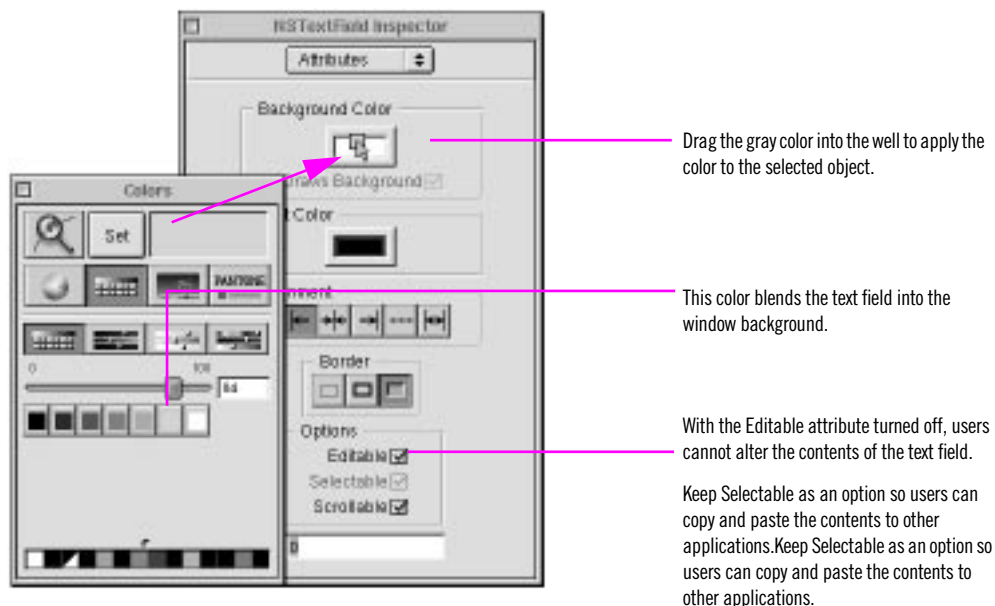 NSTextField Inspector
Attributes
Background Color
Draws Background
Colors
Set
t Color
PANTONE
nment
0 100
84
Border
Options
Editable
Selectable
Scrollable
0
Drag the gray color into the well to apply the
color to the selected object.
This color blends the text field into the
window background.
With the Editable attribute turned off, users
cannot alter the contents of the text field.
Keep Selectable as an option so users can
copy and paste the contents to other
applications.Keep Selectable as an option so
users can copy and paste the contents to
other applications.